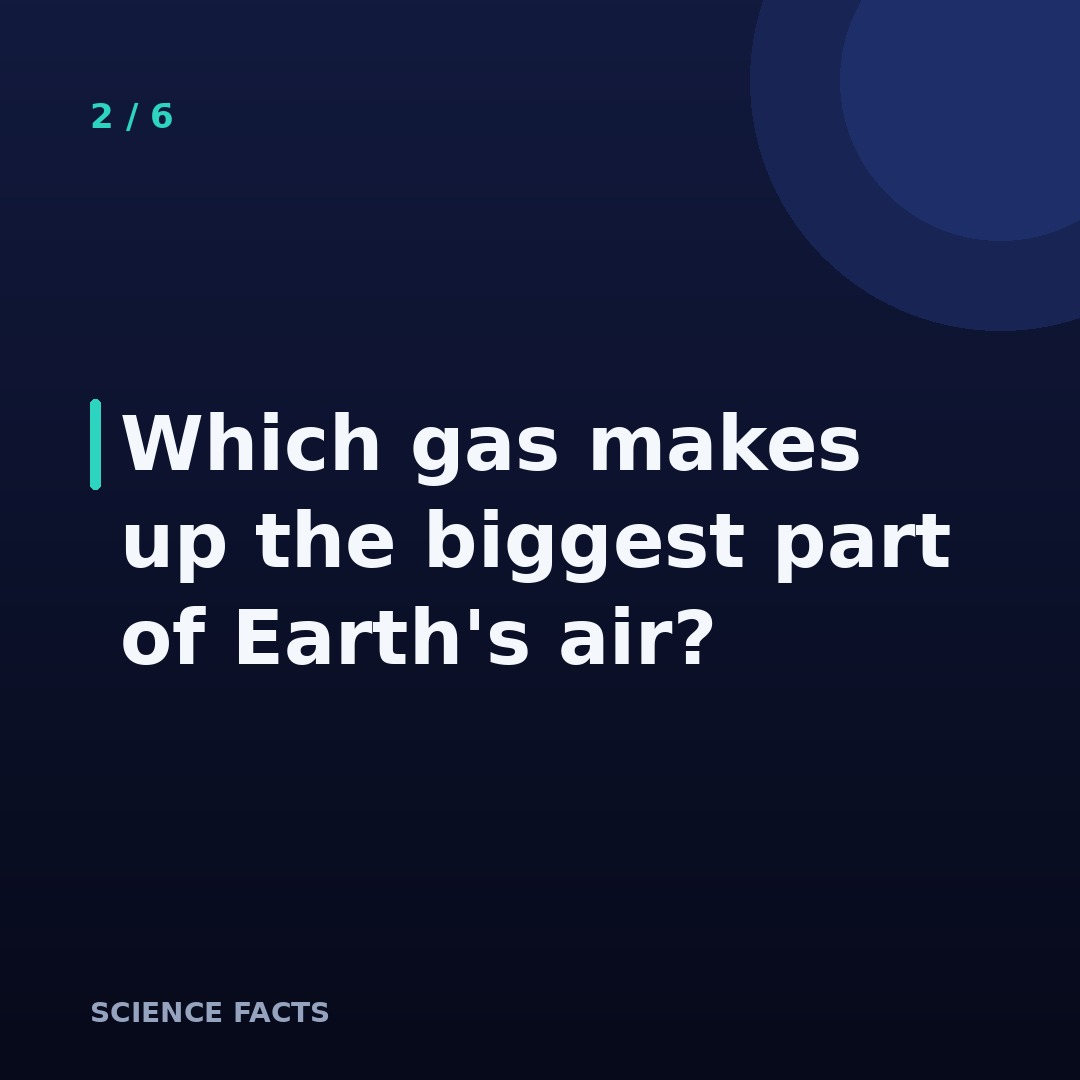 2 / 6
Which gas makes
up the biggest part
of Earth's air?
SCIENCE FACTS